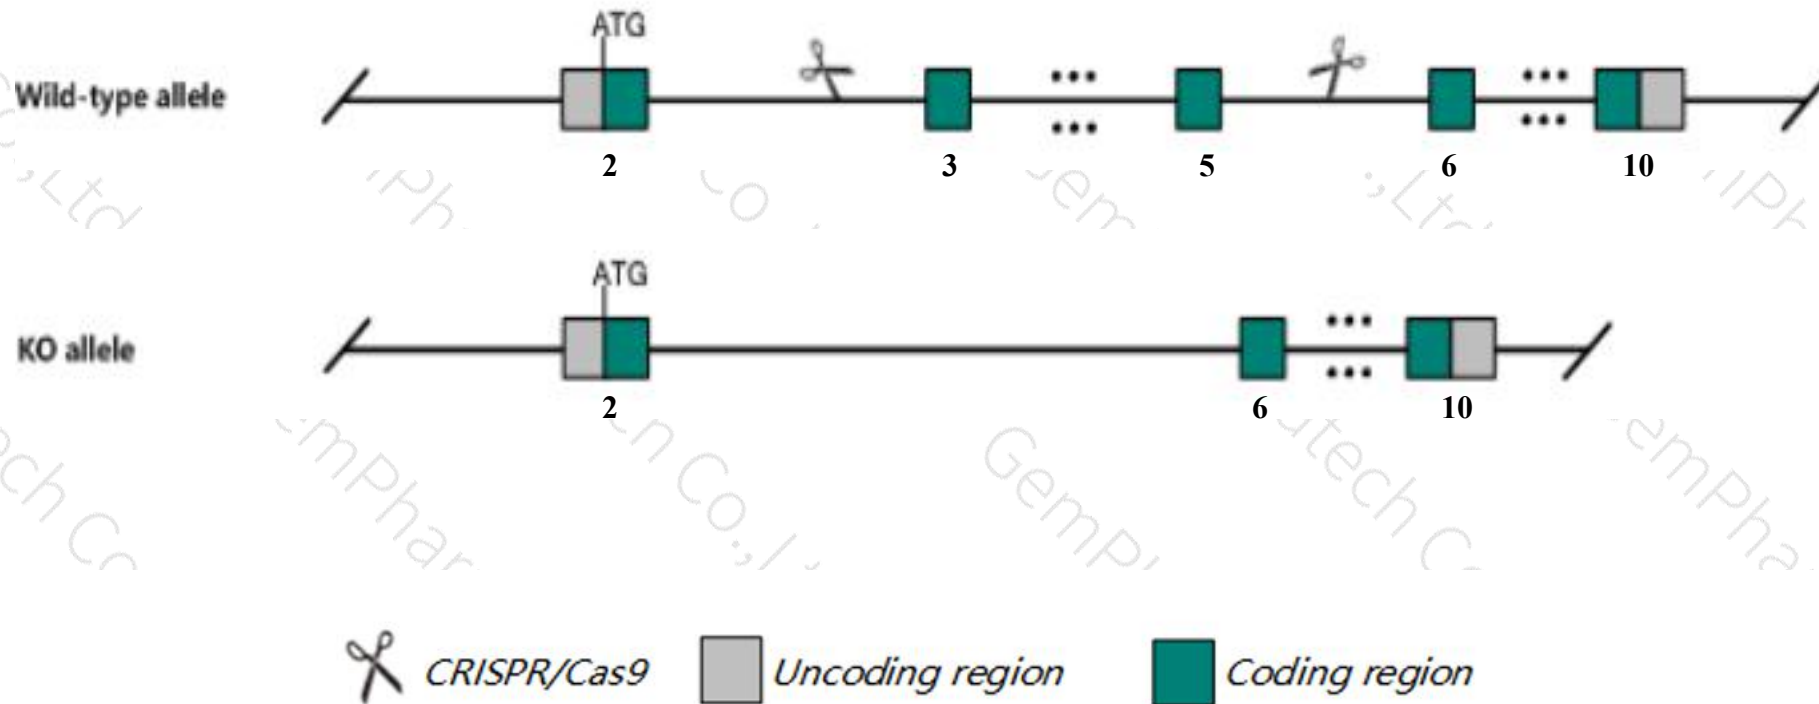 ATG
Wild-type allele
2 3 5 6 10
ATG
KO allele
2 6 10
CRISPR/Cas9 Uncoding region Coding region